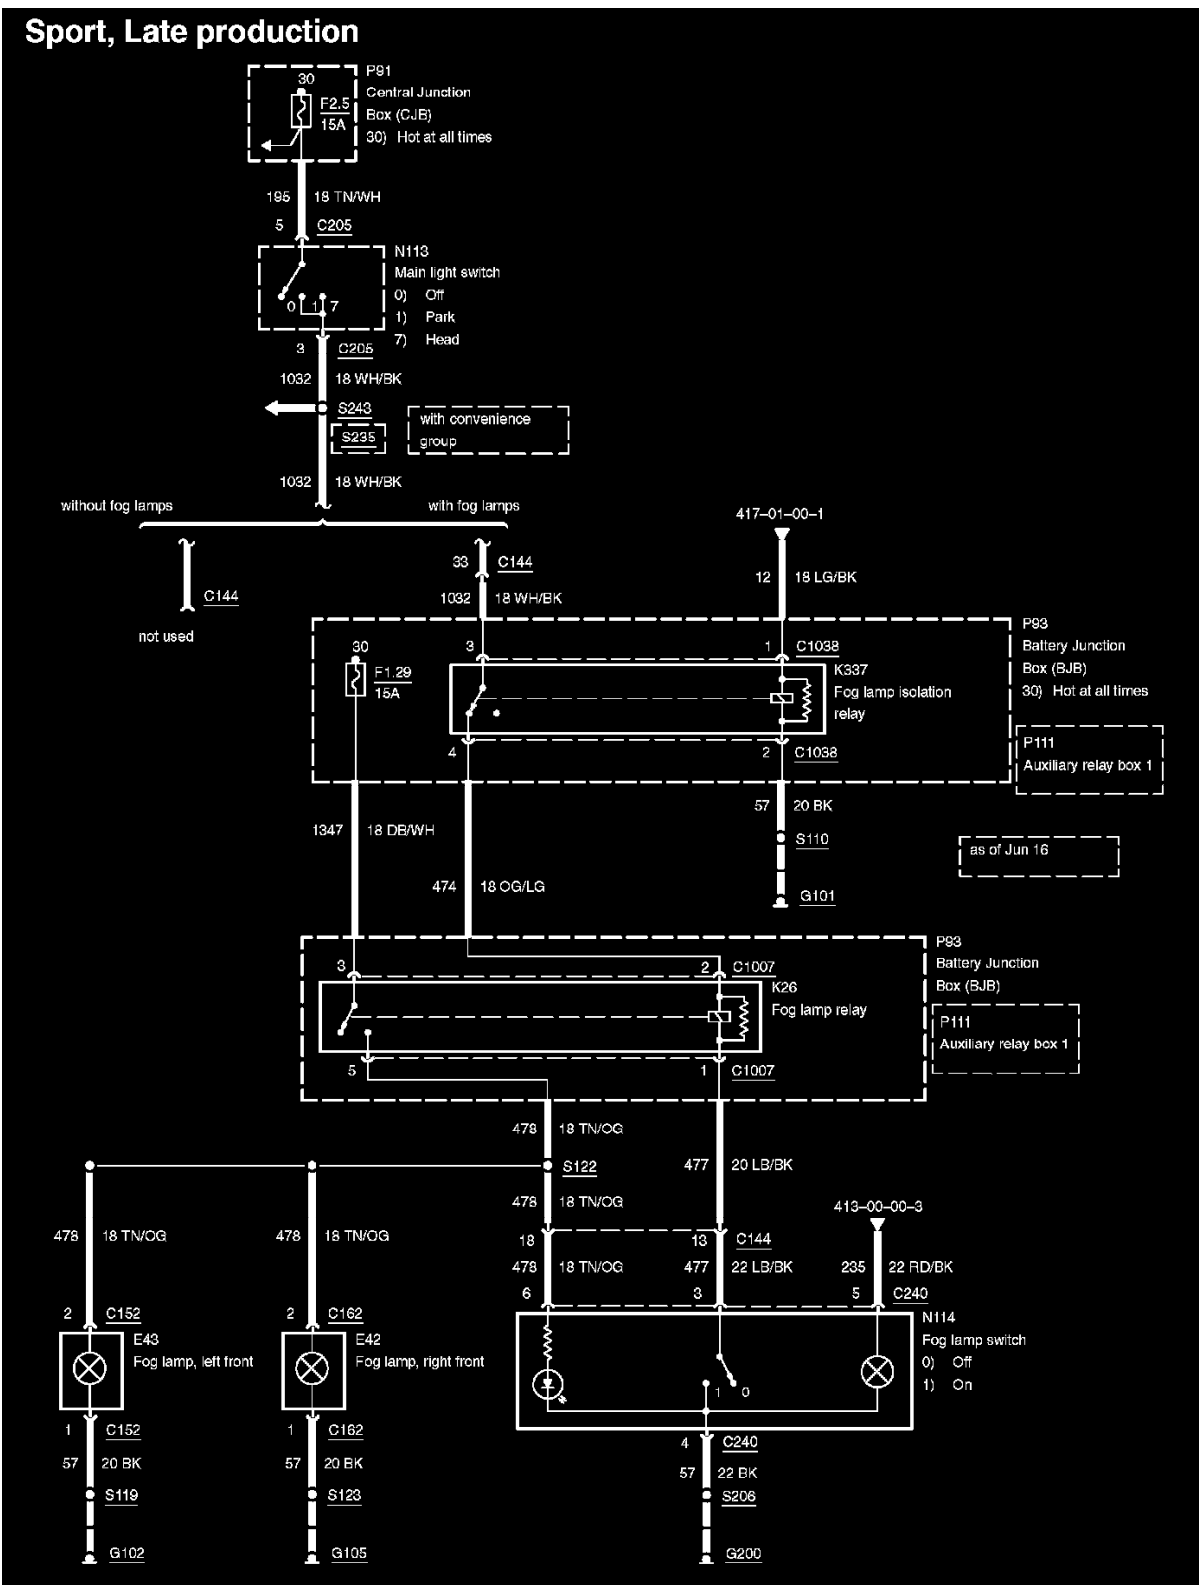 Sport, Late production
30
F2.5
15A
P91
Central Junction
Box (CJB)
30) Hot at all times
195 18 TN/WH
5 C205
0 1 7
N113
Main light switch
0) Off
1) Park
7) Head
3 C205
1032 18 WH/BK
S243
S235
with convenience
group
1032 18 WH/BK
without fog lamps
with fog lamps
417-01-00-1
33 C144
12 18 LG/BK
C144
1032 18 WH/BK
not used
P93
Battery Junction
Box (BJB)
30) Hot at all times
30
F1.29
15A
3
1 C1038
K337
Fog lamp isolation
relay
4
2 C1038
P111
Auxiliary relay box 1
57 20 BK
1347 18 DB/WH
S110
as of Jun 16
474 18 OG/LG
G101
P93
Battery Junction
Box (BJB)
3
2 C1007
K26
Fog lamp relay
P111
Auxiliary relay box 1
5
1 C1007
478 18 TN/OG
S122
477 20 LB/BK
478 18 TN/OG
413-00-00-3
478 18 TN/OG
478 18 TN/OG
18
13 C144
478 18 TN/OG
477 22 LB/BK
235 22 RD/BK
6
3
5 C240
2 C152
2 C162
N114
Fog lamp switch
0) Off
1) On
E43
Fog lamp, left front
E42
Fog lamp, right front
1 0
1 C152
1 C162
4 C240
57 20 BK
57 20 BK
57 22 BK
S119
S123
S206
G102
G105
G200